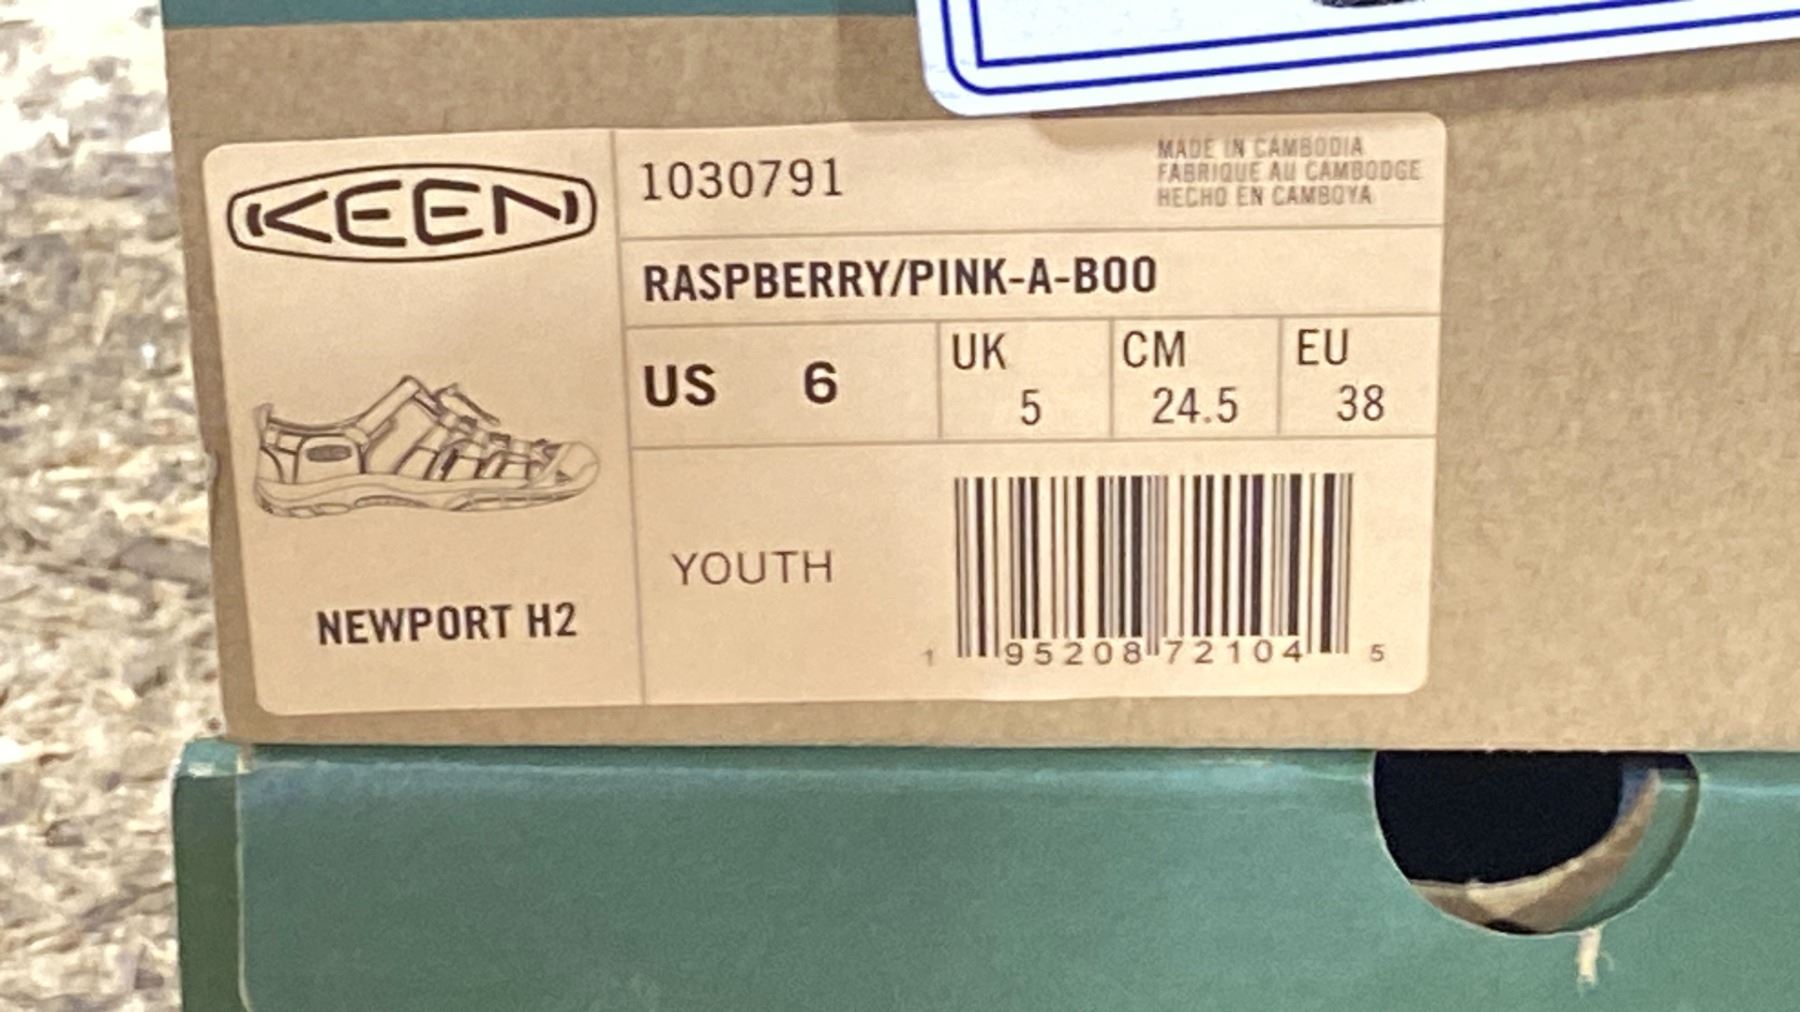 KEEN
NEWPORT H2
1030791
MADE IN CAMBODIA
FABRIQUE AU CAMBODGE
HECHO EN CAMBOYA
RASPBERRY/PINK-A-BOO
US 6
UK 5
CM 24.5
EU 38
YOUTH
1 95208 72104 5